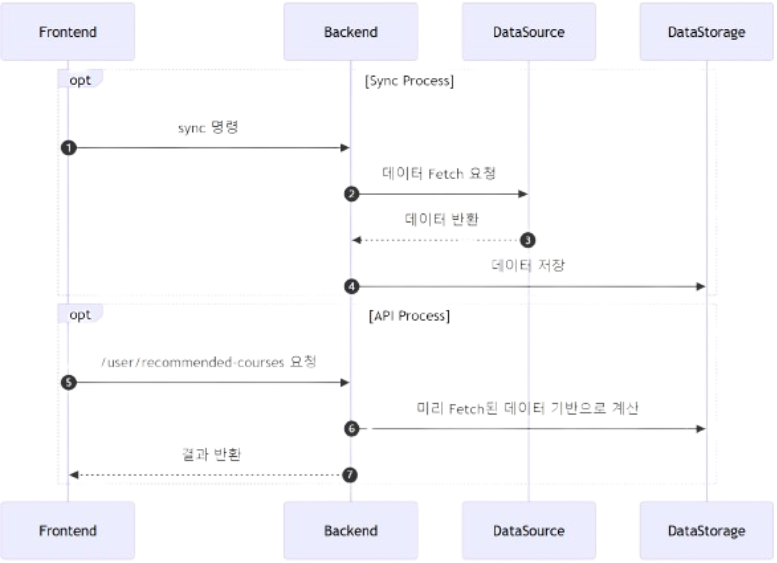 Frontend Backend DataSource DataStorage
opt [Sync Process]
sync 명령
1
데이터 Fetch 요청
2
데이터 반환
3
데이터 저장
4
opt [API Process]
/user/recommended-courses 요청
5
미리 Fetch된 데이터 기반으로 계산
6
결과 반환
7
Frontend Backend DataSource DataStorage